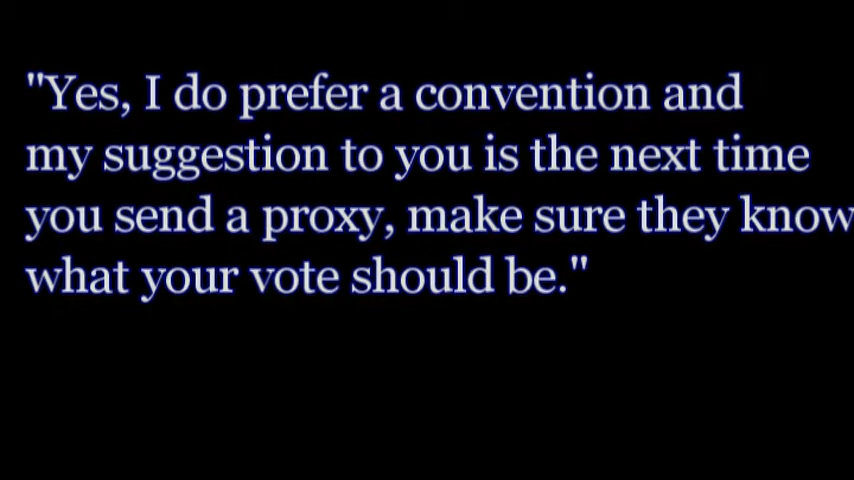 "Yes, I do prefer a convention and
my suggestion to you is the next time
you send a proxy, make sure they know
what your vote should be."